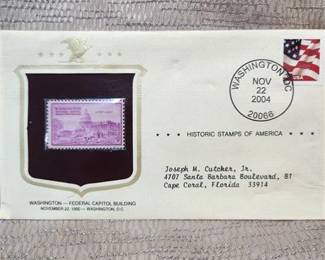 WASHINGTON DC
NOV
22
2004
20066
USA
HISTORIC STAMPS OF AMERICA
Joseph M. Cutcher, Jr.
4707 Santa Barbara Boulevard, B1
Cape Coral, Florida 33914
WASHINGTON — FEDERAL CAPITOL BUILDING
NOVEMBER 22, 1950 — WASHINGTON, D.C.